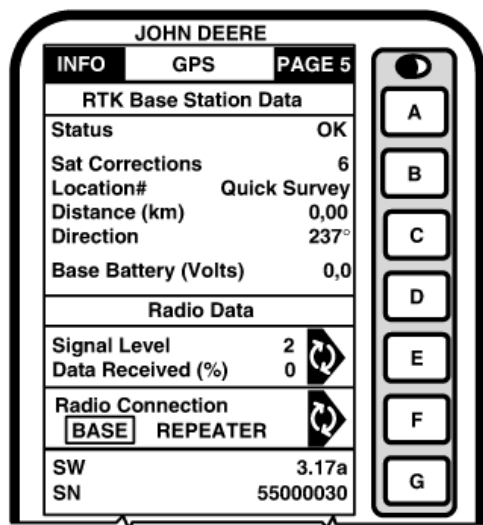 JOHN DEERE
INFO GPS PAGE 5
RTK Base Station Data
Status OK
Sat Corrections 6
Location# Quick Survey
Distance (km) 0,00
Direction 237°
Base Battery (Volts) 0,0
Radio Data
Signal Level 2
Data Received (%) 0
Radio Connection
BASE REPEATER
SW 3.17a
SN 55000030
A
B
C
D
E
F
G